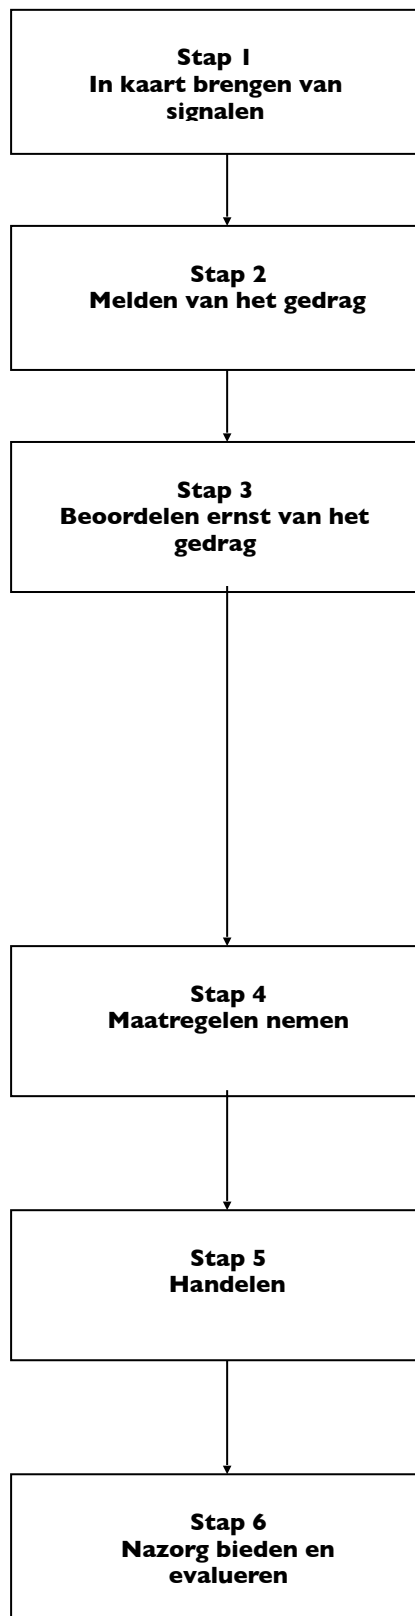 Stap 1
In kaart brengen van
signalen
Stap 2
Melden van het gedrag
Stap 3
Beoordelen ernst van het
gedrag
Stap 4
Maatregelen nemen
Stap 5
Handelen
Stap 6
Nazorg bieden en
evalueren